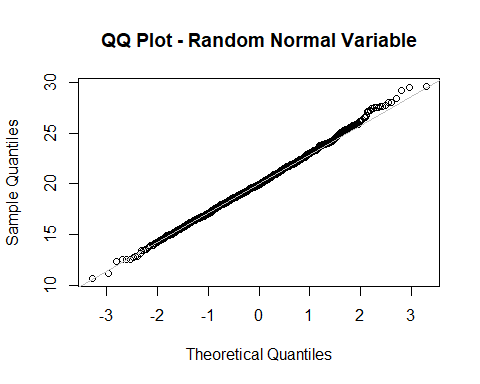 QQ Plot - Random Normal Variable
Sample Quantiles
30
25
20
15
10
-3 -2 -1 0 1 2 3
Theoretical Quantiles